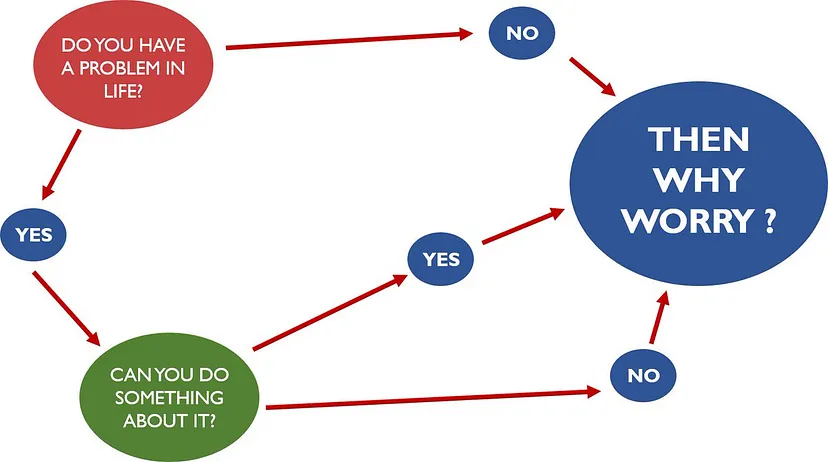 DO YOU HAVE
A PROBLEM IN
LIFE?
NO
THEN
WHY
WORRY ?
YES
YES
CAN YOU DO
SOMETHING
ABOUT IT?
NO